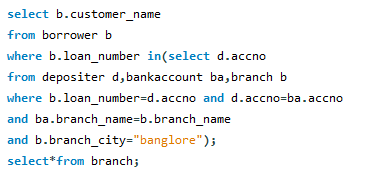 select b.customer_name
from borrower b
where b.loan_number in(select d.accno
from depositer d,bankaccount ba,branch b
where b.loan_number=d.accno and d.accno=ba.accno
and ba.branch_name=b.branch_name
and b.branch_city="banglore");
select*from branch;